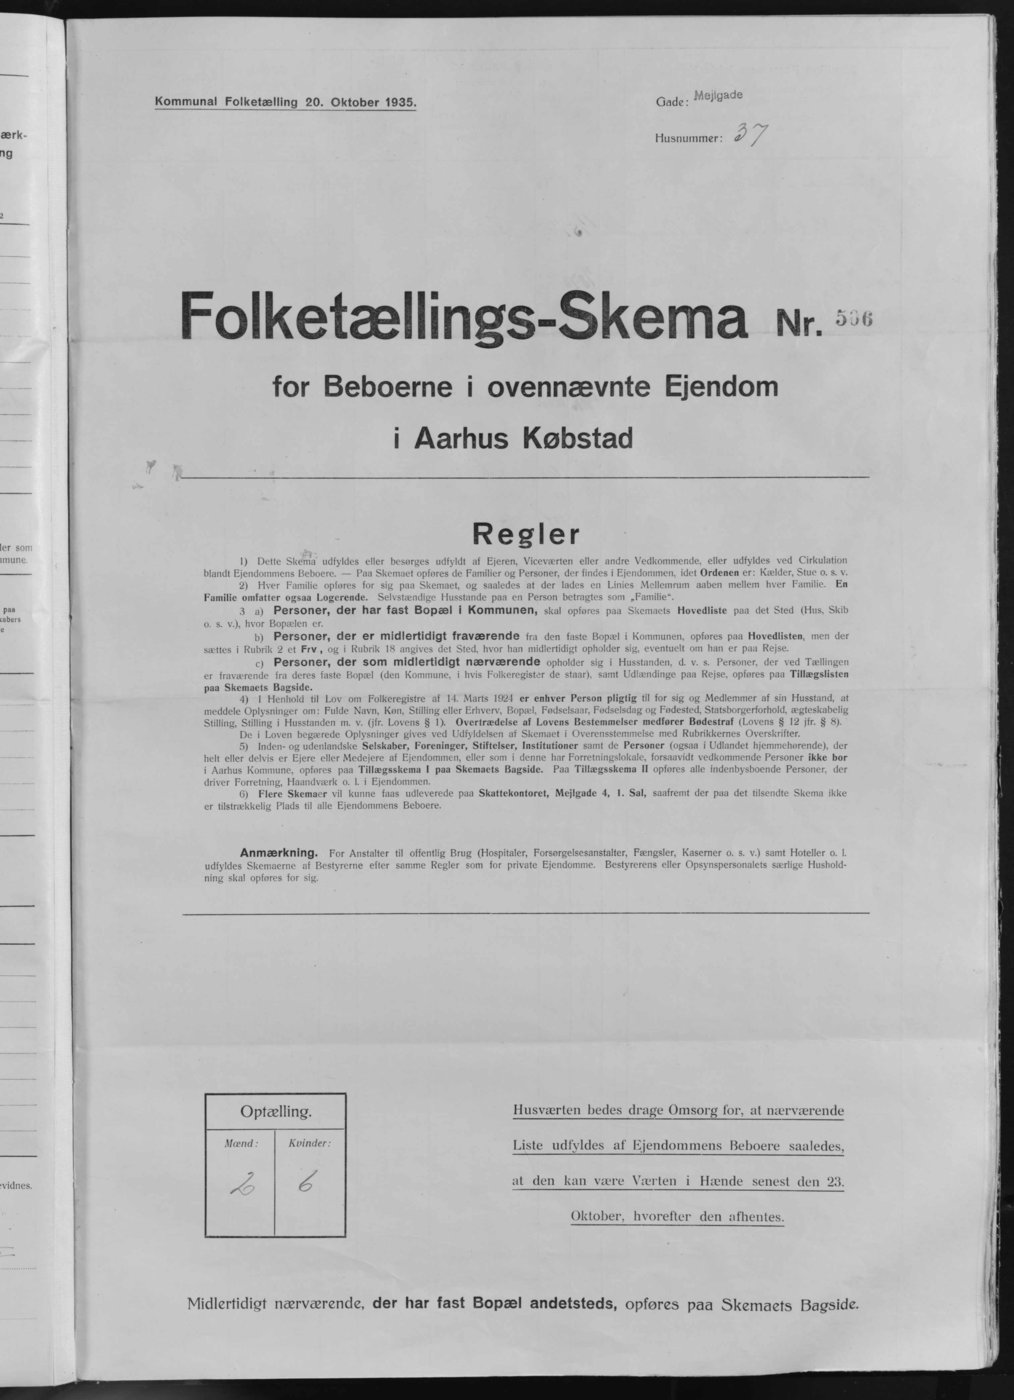 Kommunal Folketælling 20. Oktober 1935.
Gade: Mejlgade
Husnummer: 37
Folketællings-Skema Nr.
for Beboerne i ovennævnte Ejendom
i Aarhus Købstad
Regler
1) Dette Skema udfyldes eller besørges udfyldt af Ejeren, Viceværten eller andre Vedkommende, eller udfyldes ved Cirkulation
blandt Ejendommens Beboere. — Paa Skemaet opføres de Familier og Personer, der findes i Ejendommen, idet Ordenen er: Kælder, Stue o. s. v.
2) Hver Familie opføres for sig paa Skemaet, og saaledes at der lades en Linies Mellemrum aaben mellem hver Familie. En
Familie omfatter ogsaa Logerende. Selvstændige Husstande paa en Person betragtes som „Familie“.
3 a) Personer, der har fast Bopæl i Kommunen, skal opføres paa Skemaets Hovedliste paa det Sted (Hus, Skib
o. s. v.), hvor Bopælen er.
b) Personer, der er midlertidigt fraværende fra den faste Bopæl i Kommunen, opføres paa Hovedlisten, men der
sættes i Rubrik 2 et Frv, og i Rubrik 18 angives det Sted, hvor han midlertidigt opholder sig, eventuelt om han er paa Rejse.
c) Personer, der som midlertidigt nærværende opholder sig i Husstanden, d. v. s. Personer, der ved Tællingen
er fraværende fra deres faste Bopæl (den Kommune, i hvis Folkeregister de staar), samt Udlændinge paa Rejse, opføres paa Tillægslisten
paa Skemaets Bagside.
4) I Henhold til Lov om Folkeregistre af 14. Marts 1924 er enhver Person pligtig til for sig og Medlemmer af sin Husstand, at
meddele Oplysninger om: Fulde Navn, Køn, Stilling eller Erhverv, Bopæl, Fødselsaar, Fødselsdag og Fødested, Statsborgerforhold, ægteskabelig
Stilling, Stilling i Husstanden m. v. (jfr. Lovens § 1). Overtrædelse af Lovens Bestemmelser medfører Bødestraf (Lovens § 12 jfr. § 8).
De i Loven begærede Oplysninger gives ved Udfyldelsen af Skemaet i Overensstemmelse med Rubrikkernes Overskrifter.
5) Inden- og udenlandske Selskaber, Foreninger, Stiftelser, Institutioner samt de Personer (ogsaa i Udlandet hjemmehørende), der
helt eller delvis er Ejere eller Medejere af Ejendommen, eller som i denne har Forretningslokale, forsaavidt vedkommende Personer ikke bor
i Aarhus Kommune, opføres paa Tillægsskema I paa Skemaets Bagside. Paa Tillægsskema II opføres alle indenbysboende Personer, der
driver Forretning, Haandværk o. l. i Ejendommen.
6) Flere Skemaer vil kunne faas udleverede paa Skattekontoret, Mejlgade 4, 1. Sal, saafremt der paa det tilsendte Skema ikke
er tilstrækkelig Plads til alle Ejendommens Beboere.
Anmærkning. For Anstalter til offentlig Brug (Hospitaler, Forsørgelsesanstalter, Fængsler, Kaserner o. s. v.) samt Hoteller o. l.
udfyldes Skemaerne af Bestyrerne efter samme Regler som for private Ejendomme. Bestyrerens eller Opsynspersonalets særlige Hushold-
ning skal opføres for sig.
Optælling.
Mænd: Kvinder:
2 6
Husværten bedes drage Omsorg for, at nærværende
Liste udfyldes af Ejendommens Beboere saaledes,
at den kan være Værten i Hænde senest den 23.
Oktober, hvorefter den afhentes.
Midlertidigt nærværende, der har fast Bopæl andetsteds, opføres paa Skemaets Bagside.